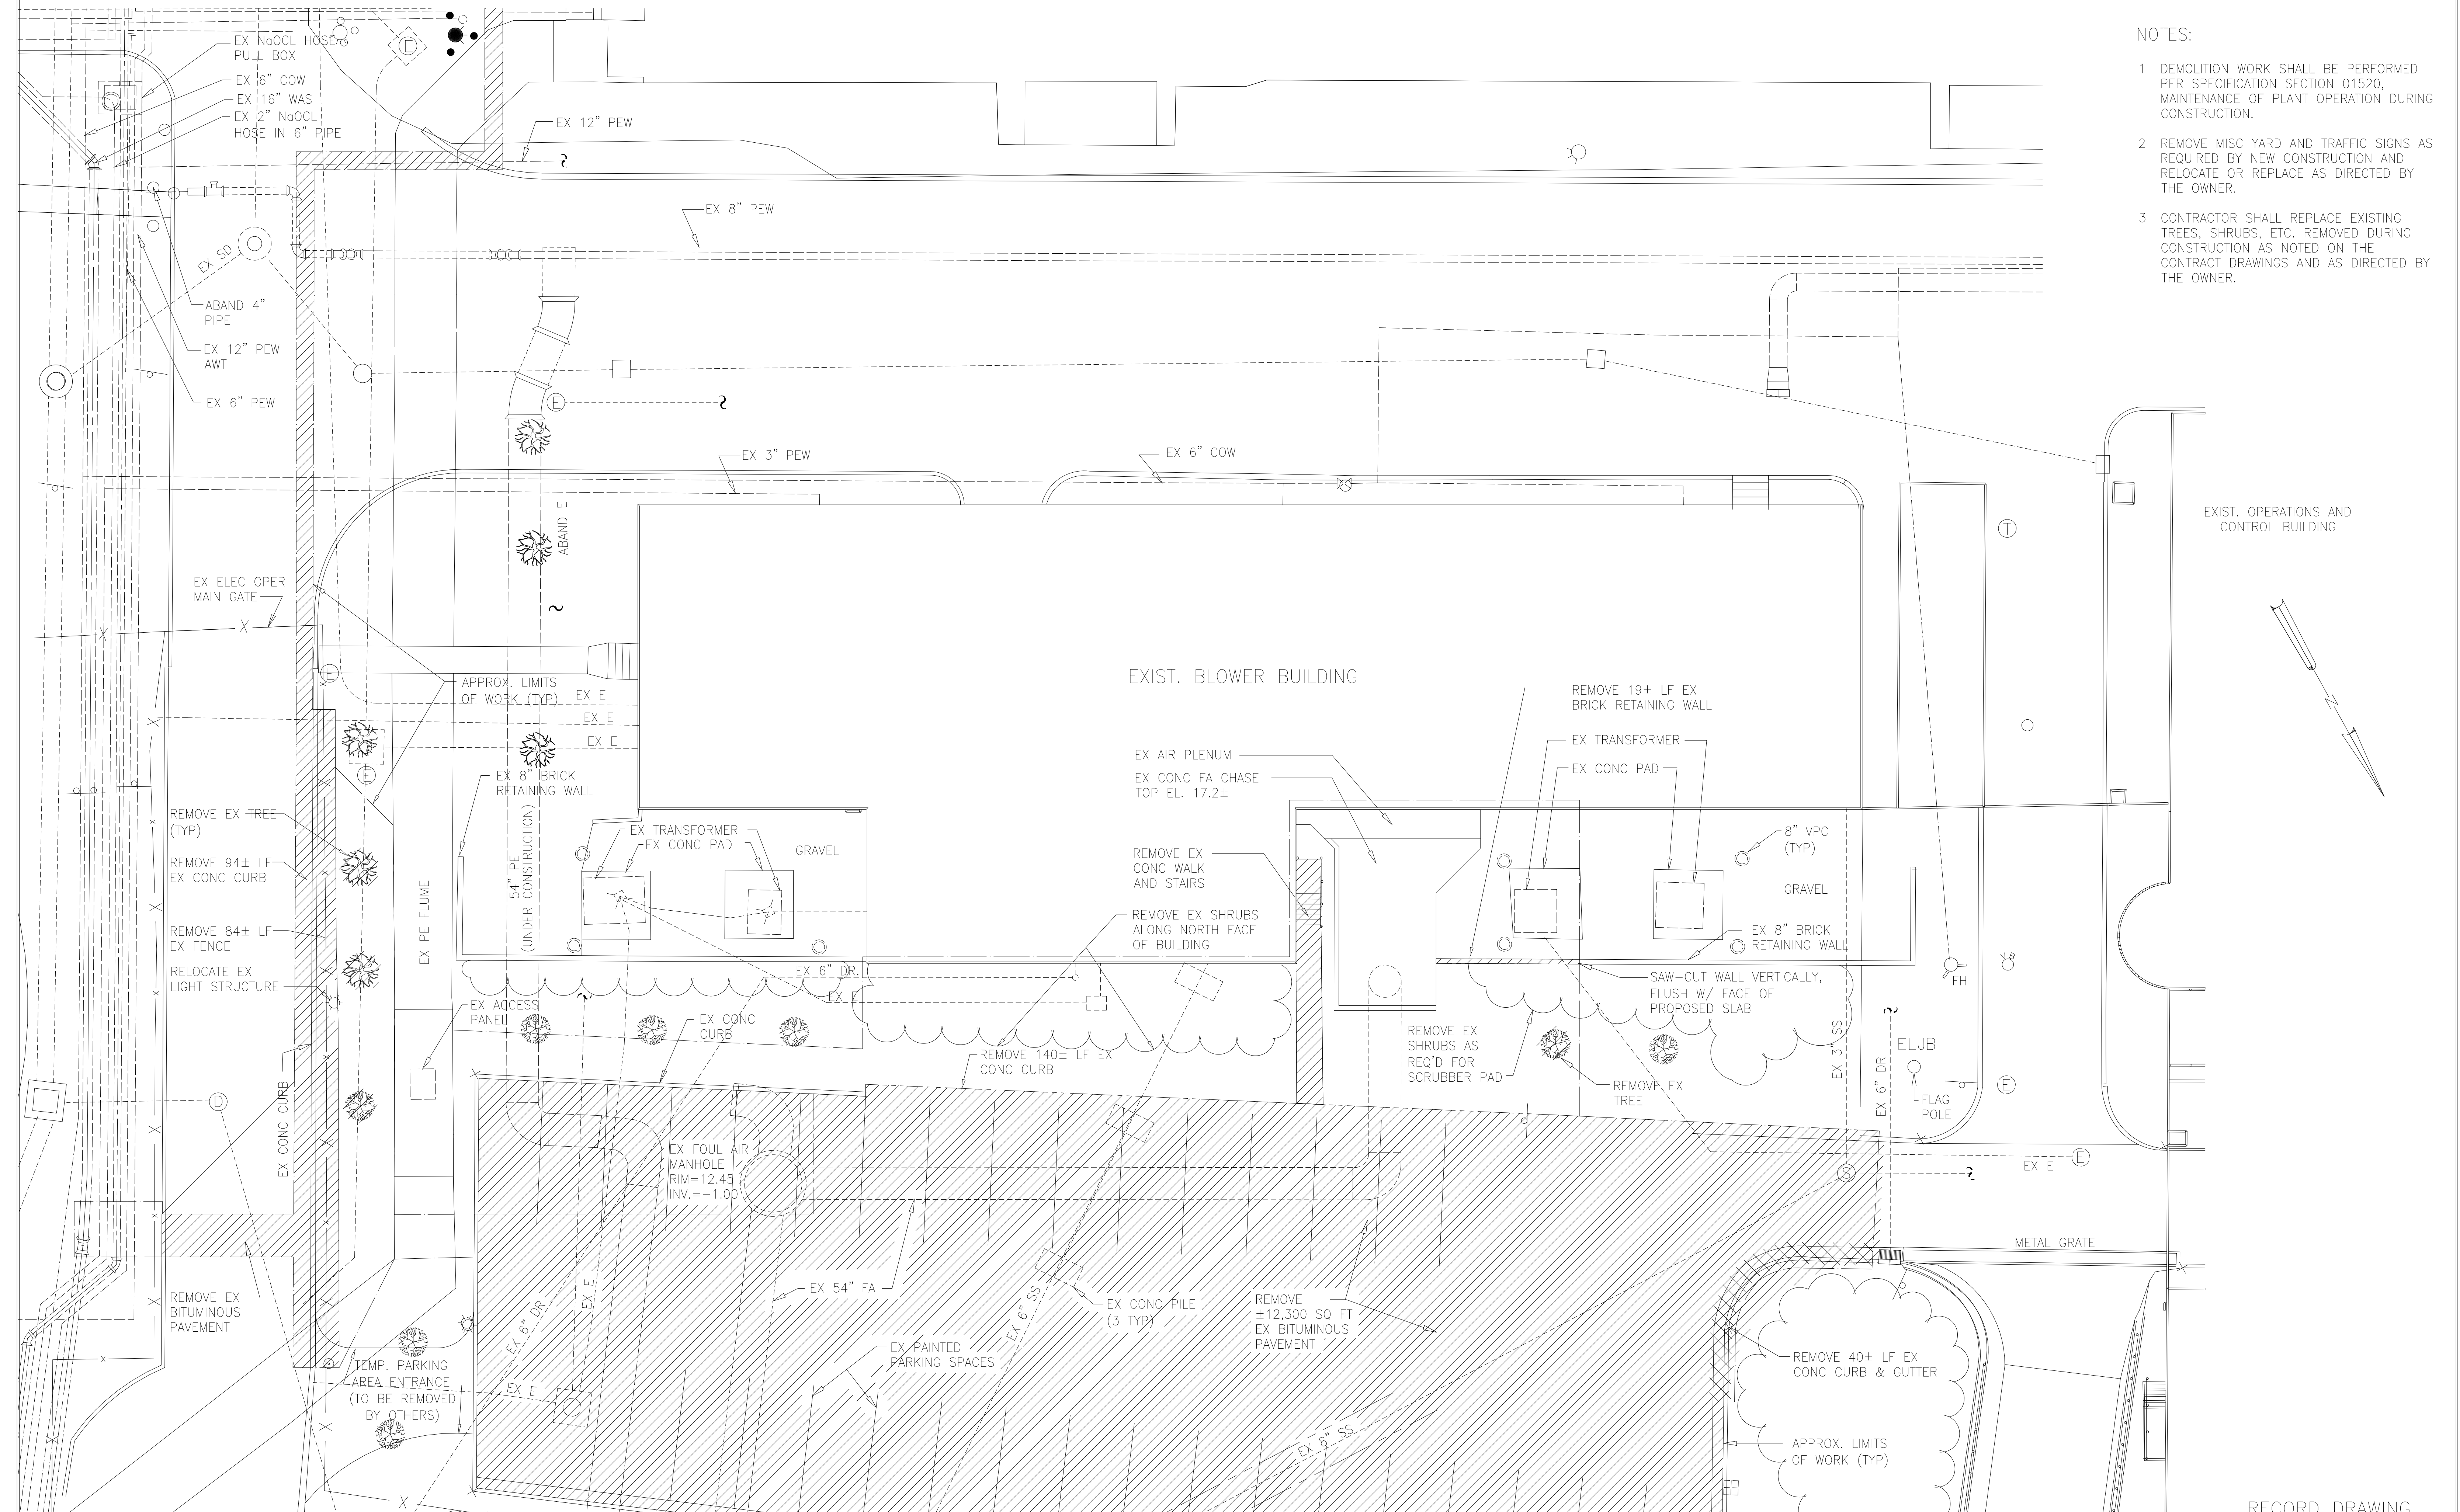 NOTES:
1 DEMOLITION WORK SHALL BE PERFORMED
PER SPECIFICATION SECTION 01520,
MAINTENANCE OF PLANT OPERATION DURING
CONSTRUCTION.
2 REMOVE MISC YARD AND TRAFFIC SIGNS AS
REQUIRED BY NEW CONSTRUCTION AND
RELOCATE OR REPLACE AS DIRECTED BY
THE OWNER.
3 CONTRACTOR SHALL REPLACE EXISTING
TREES, SHRUBS, ETC. REMOVED DURING
CONSTRUCTION AS NOTED ON THE
CONTRACT DRAWINGS AND AS DIRECTED BY
THE OWNER.
EX NaOCL HOSE
PULL BOX
E
EX 6" COW
EX 16" WAS
EX 2" NaOCL
HOSE IN 6" PIPE
EX 12" PEW
EX 8" PEW
EX SD
ABAND 4"
PIPE
EX 12" PEW
AWT
EX 6" PEW
E
EX 3" PEW
EX 6" COW
ABAND E
EXIST. OPERATIONS AND
CONTROL BUILDING
T
EX ELEC OPER
MAIN GATE
X
X
E
APPROX. LIMITS
OF WORK (TYP)
EX E
EX E
EX E
E
EXIST. BLOWER BUILDING
N
REMOVE 19± LF EX
BRICK RETAINING WALL
EX TRANSFORMER
EX CONC PAD
EX AIR PLENUM
EX CONC FA CHASE
TOP EL. 17.2±
EX 8" BRICK
RETAINING WALL
REMOVE EX TREE
(TYP)
REMOVE 94± LF
EX CONC CURB
REMOVE 84± LF
EX FENCE
RELOCATE EX
LIGHT STRUCTURE
EX PE FLUME
54" PE
(UNDER CONSTRUCTION)
EX TRANSFORMER
EX CONC PAD
GRAVEL
REMOVE EX
CONC WALK
AND STAIRS
REMOVE EX SHRUBS
ALONG NORTH FACE
OF BUILDING
8" VPC
(TYP)
GRAVEL
EX 8" BRICK
RETAINING WALL
SAW-CUT WALL VERTICALLY,
FLUSH W/ FACE OF
PROPOSED SLAB
FH
EX 6" DR.
EX E
EX ACCESS
PANEL
EX CONC
CURB
REMOVE 140± LF EX
CONC CURB
REMOVE EX
SHRUBS AS
REQ'D FOR
SCRUBBER PAD
REMOVE EX
TREE
EX 3" SS
EX 6" DR
ELJB
FLAG
POLE
E
D
EX CONC CURB
EX FOUL AIR
MANHOLE
RIM=12.45
INV.=-1.00
S
EX E
E
METAL GRATE
REMOVE EX
BITUMINOUS
PAVEMENT
EX 54" FA
EX 6" DR
EX E
EX 6" SS
EX CONC PILE
(3 TYP)
REMOVE
±12,300 SQ FT
EX BITUMINOUS
PAVEMENT
EX PAINTED
PARKING SPACES
TEMP. PARKING
AREA ENTRANCE
(TO BE REMOVED
BY OTHERS)
EX E
EX 8" SS
REMOVE 40± LF EX
CONC CURB & GUTTER
APPROX. LIMITS
OF WORK (TYP)
RECORD DRAWING